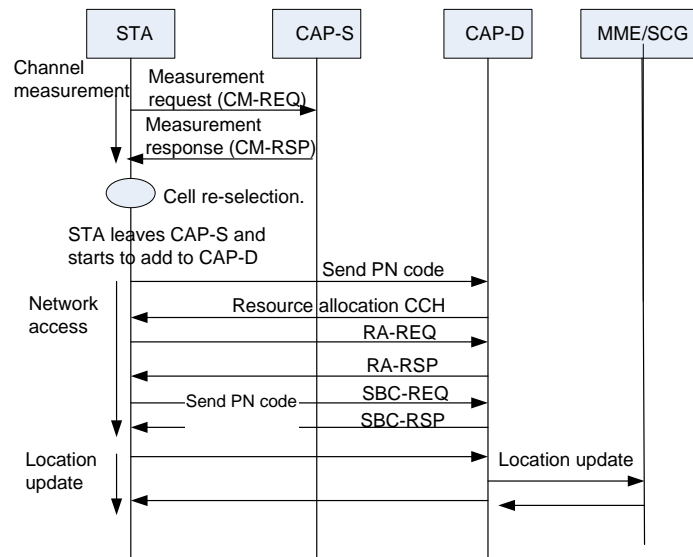 STA
CAP-S
CAP-D
MME/SCG
Channel
measurement
Measurement
request (CM-REQ)
Measurement
response (CM-RSP)
Cell re-selection.
STA leaves CAP-S and
starts to add to CAP-D
Send PN code
Network
access
Resource allocation CCH
RA-REQ
RA-RSP
Send PN code
SBC-REQ
SBC-RSP
Location
update
Location update